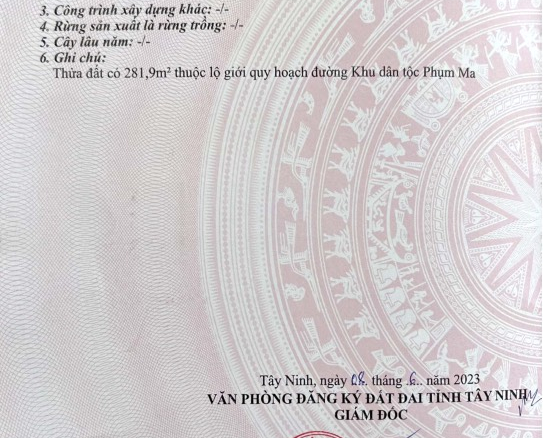 3. Công trình xây dựng khác: -/-
4. Rừng sản xuất là rừng trồng: -/-
5. Cây lâu năm: -/-
6. Ghi chú:
Thửa đất có 281,9m² thuộc lộ giới quy hoạch đường Khu dân tộc Phụm Ma
Tây Ninh, ngày 08. tháng .6.. năm 2023
VĂN PHÒNG ĐĂNG KÝ ĐẤT ĐAI TỈNH TÂY NINH
GIÁM ĐỐC